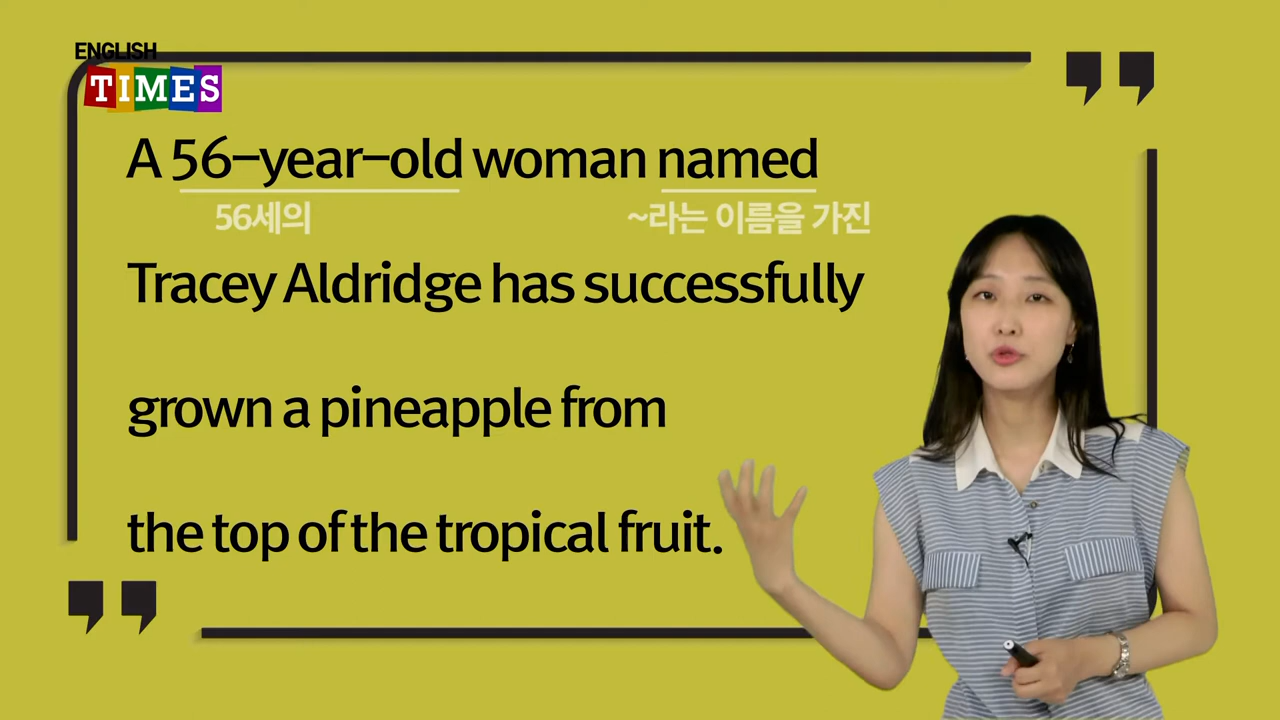 ENGLISH
TIMES
A 56-year-old woman named
56세의 ~라는 이름을 가진
Tracey Aldridge has successfully
grown a pineapple from
the top of the tropical fruit.